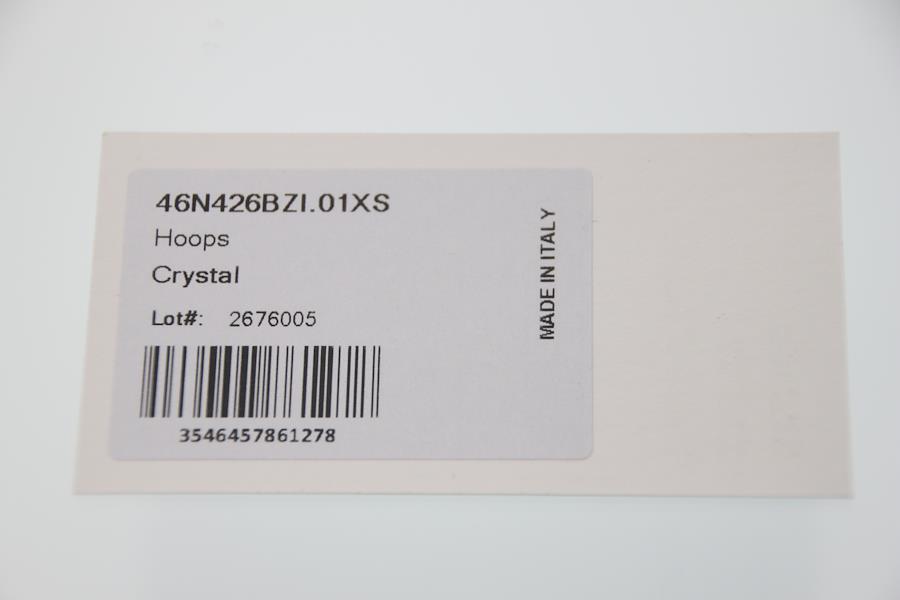 46N426BZI.01XS
Hoops
Crystal
Lot#: 2676005
3546457861278
MADE IN ITALY